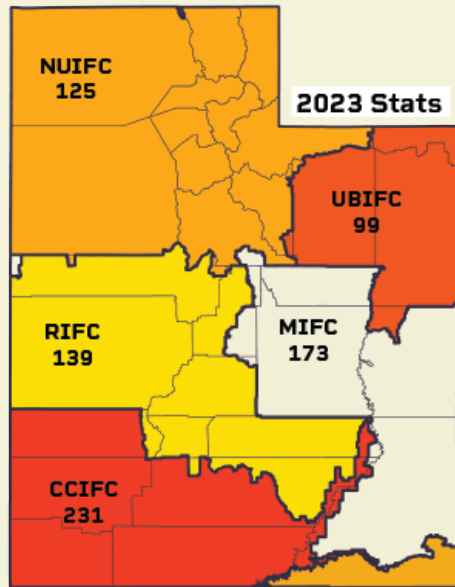 NUIFC
125
2023 Stats
UBIFC
99
RIFC
139
MIFC
173
CCIFC
231